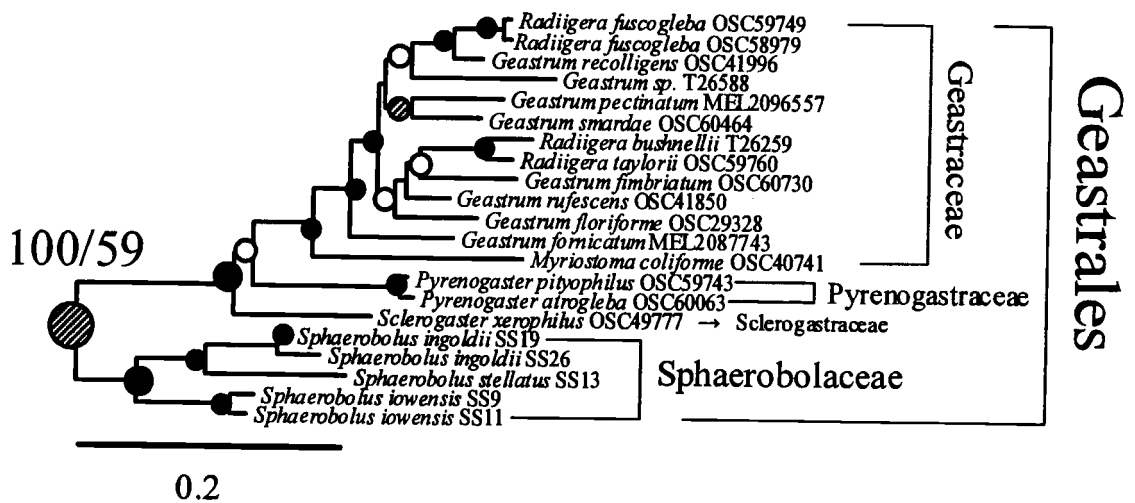 Radiigera fuscogleba OSC59749
Radiigera fuscogleba OSC58979
Geastrum recolligens OSC41996
Geastrum sp. T26588
Geastrum pectinatum MEL2096557
Geastrum smardae OSC60464
Radiigera bushnellii T26259
Radiigera taylorii OSC59760
Geastrum fimbriatum OSC60730
Geastrum rufescens OSC41850
Geastrum floriforme OSC29328
Geastrum fornicatum MEL2087743
Myriostoma coliforme OSC40741
Geastraceae
Geastrales
100/59
Pyrenogaster pityophilus OSC59743
Pyrenogaster atrogleba OSC60063
Pyrenogastraceae
Sclerogaster xerophilus OSC49777 → Sclerogastraceae
Sphaerobolus ingoldii SS19
Sphaerobolus ingoldii SS26
Sphaerobolus stellatus SS13
Sphaerobolus iowensis SS9
Sphaerobolus iowensis SS11
Sphaerobolaceae
0.2